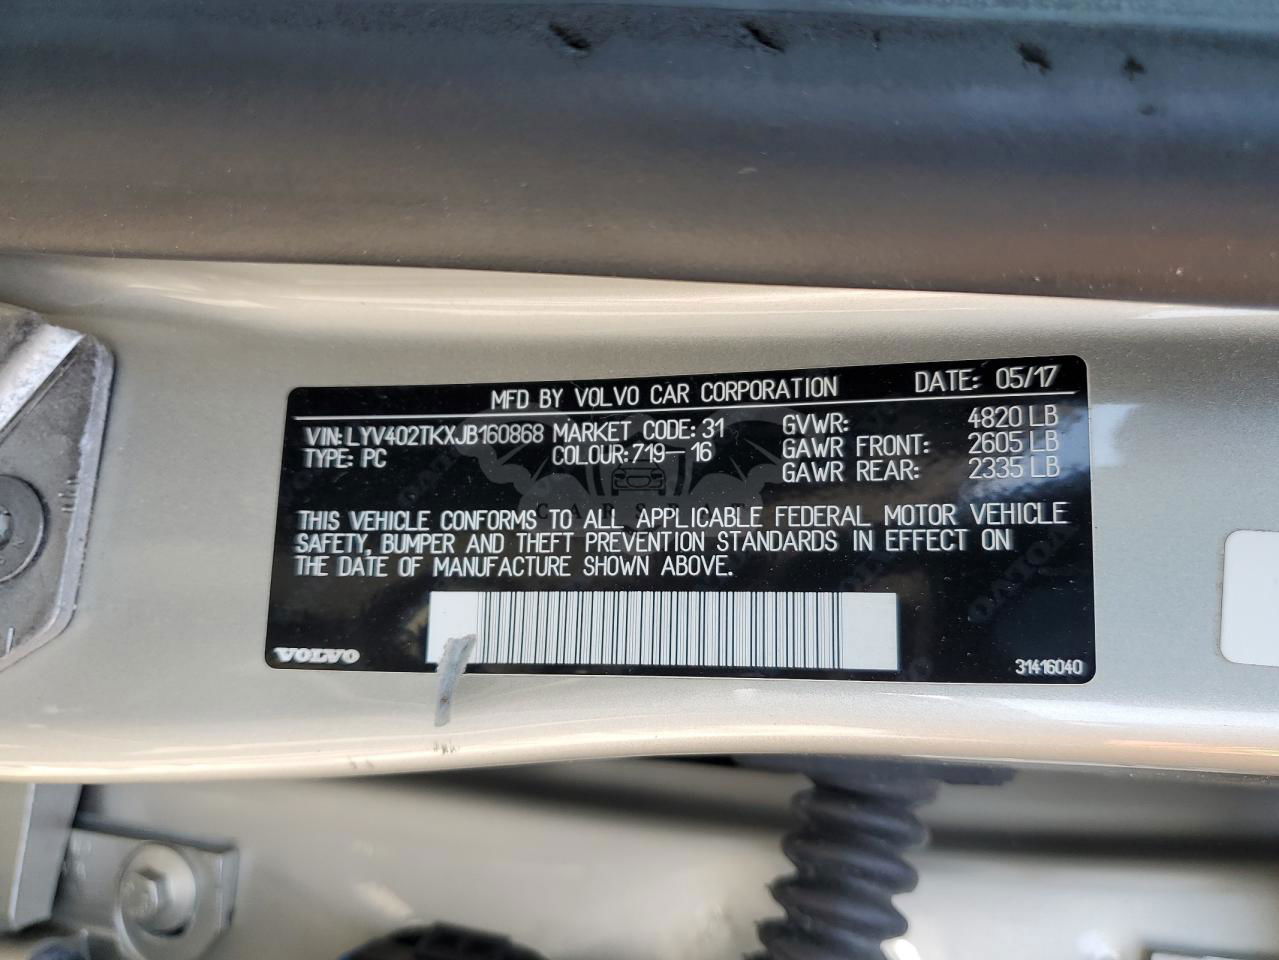 MFD BY VOLVO CAR CORPORATION DATE: 05/17
VIN: LYV402TKXJB160868 MARKET CODE: 31 GVWR: 4820 LB
TYPE: PC COLOUR: 719-16 GAWR FRONT: 2605 LB
GAWR REAR: 2335 LB
THIS VEHICLE CONFORMS TO ALL APPLICABLE FEDERAL MOTOR VEHICLE
SAFETY, BUMPER AND THEFT PREVENTION STANDARDS IN EFFECT ON
THE DATE OF MANUFACTURE SHOWN ABOVE.
VOLVO 31416040